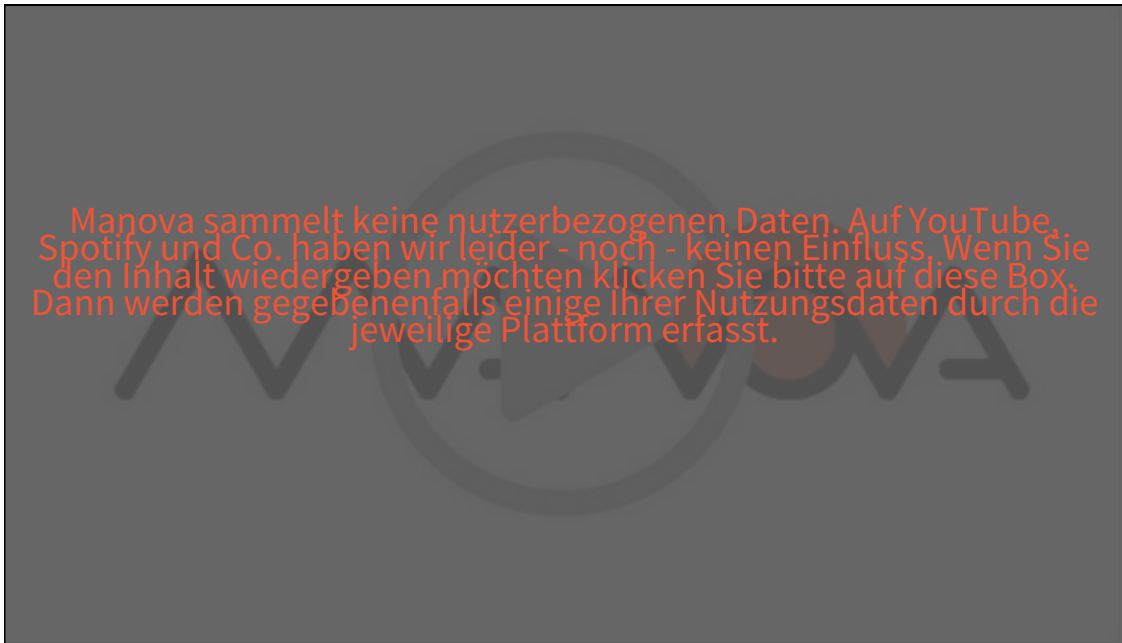 Manova sammelt keine nutzerbezogenen Daten. Auf YouTube,
Spotify und Co. haben wir leider - noch - keinen Einfluss. Wenn Sie
den Inhalt wiedergeben möchten klicken Sie bitte auf diese Box.
Dann werden gegebenenfalls einige Ihrer Nutzungsdaten durch die
jeweilige Plattform erfasst.
MANOVA